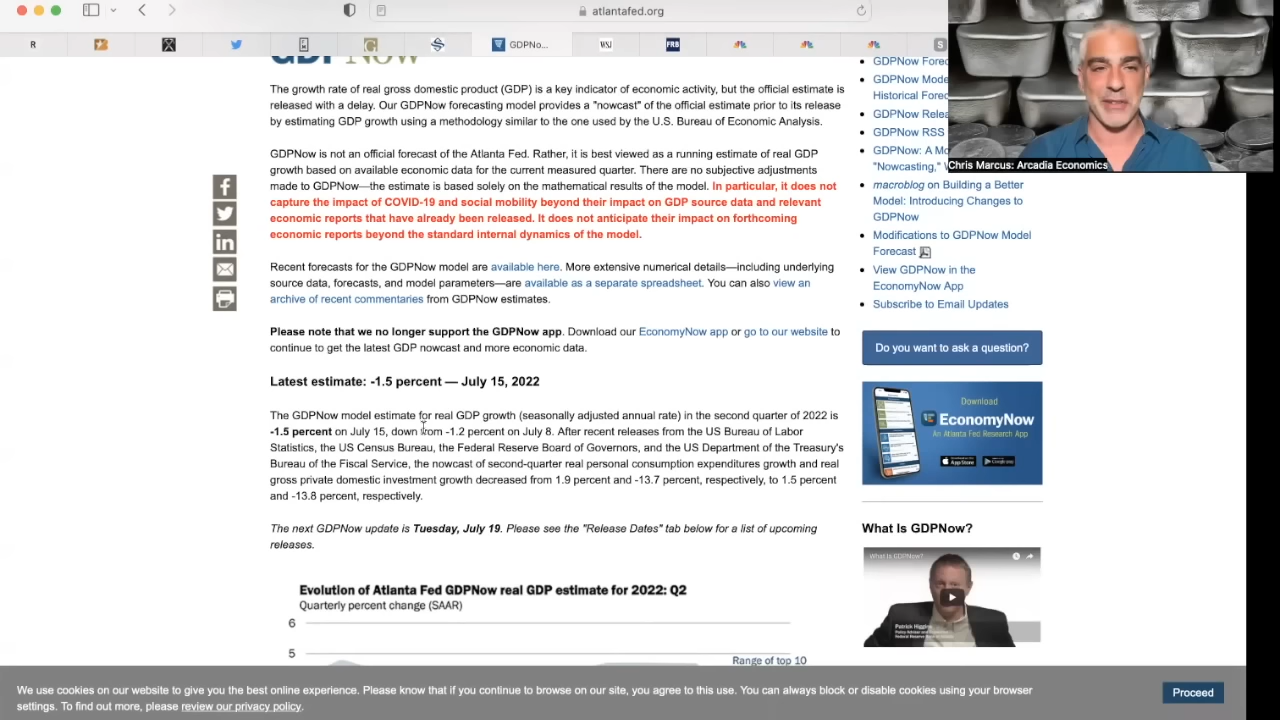 atlantafed.org
R
GDPNo...
WSJ
FRB
S
GDPNow
The growth rate of real gross domestic product (GDP) is a key indicator of economic activity, but the official estimate is
released with a delay. Our GDPNow forecasting model provides a "nowcast" of the official estimate prior to its release
by estimating GDP growth using a methodology similar to the one used by the U.S. Bureau of Economic Analysis.
GDPNow is not an official forecast of the Atlanta Fed. Rather, it is best viewed as a running estimate of real GDP
growth based on available economic data for the current measured quarter. There are no subjective adjustments
made to GDPNow—the estimate is based solely on the mathematical results of the model. In particular, it does not
capture the impact of COVID-19 and social mobility beyond their impact on GDP source data and relevant
economic reports that have already been released. It does not anticipate their impact on forthcoming
economic reports beyond the standard internal dynamics of the model.
Recent forecasts for the GDPNow model are available here. More extensive numerical details—including underlying
source data, forecasts, and model parameters—are available as a separate spreadsheet. You can also view an
archive of recent commentaries from GDPNow estimates.
Please note that we no longer support the GDPNow app. Download our EconomyNow app or go to our website to
continue to get the latest GDP nowcast and more economic data.
Latest estimate: -1.5 percent — July 15, 2022
The GDPNow model estimate for real GDP growth (seasonally adjusted annual rate) in the second quarter of 2022 is
-1.5 percent on July 15, down from -1.2 percent on July 8. After recent releases from the US Bureau of Labor
Statistics, the US Census Bureau, the Federal Reserve Board of Governors, and the US Department of the Treasury's
Bureau of the Fiscal Service, the nowcast of second-quarter real personal consumption expenditures growth and real
gross private domestic investment growth decreased from 1.9 percent and -13.7 percent, respectively, to 1.5 percent
and -13.8 percent, respectively.
The next GDPNow update is Tuesday, July 19. Please see the "Release Dates" tab below for a list of upcoming
releases.
Evolution of Atlanta Fed GDPNow real GDP estimate for 2022: Q2
Quarterly percent change (SAAR)
6
5
Range of top 10
GDPNow Forec
GDPNow Mode
Historical Forec
GDPNow Relea
GDPNow RSS
GDPNow: A Mo
"Nowcasting,"
macroblog on Building a Better
Model: Introducing Changes to
GDPNow
Modifications to GDPNow Model
Forecast
View GDPNow in the
EconomyNow App
Subscribe to Email Updates
Do you want to ask a question?
Download
EconomyNow
An Atlanta Fed Research App
App Store
Google play
What Is GDPNow?
What Is GDPNow?
Patrick Higgins
Chris Marcus: Arcadia Economics
We use cookies on our website to give you the best online experience. Please know that if you continue to browse on our site, you agree to this use. You can always block or disable cookies using your browser
settings. To find out more, please review our privacy policy.
Proceed